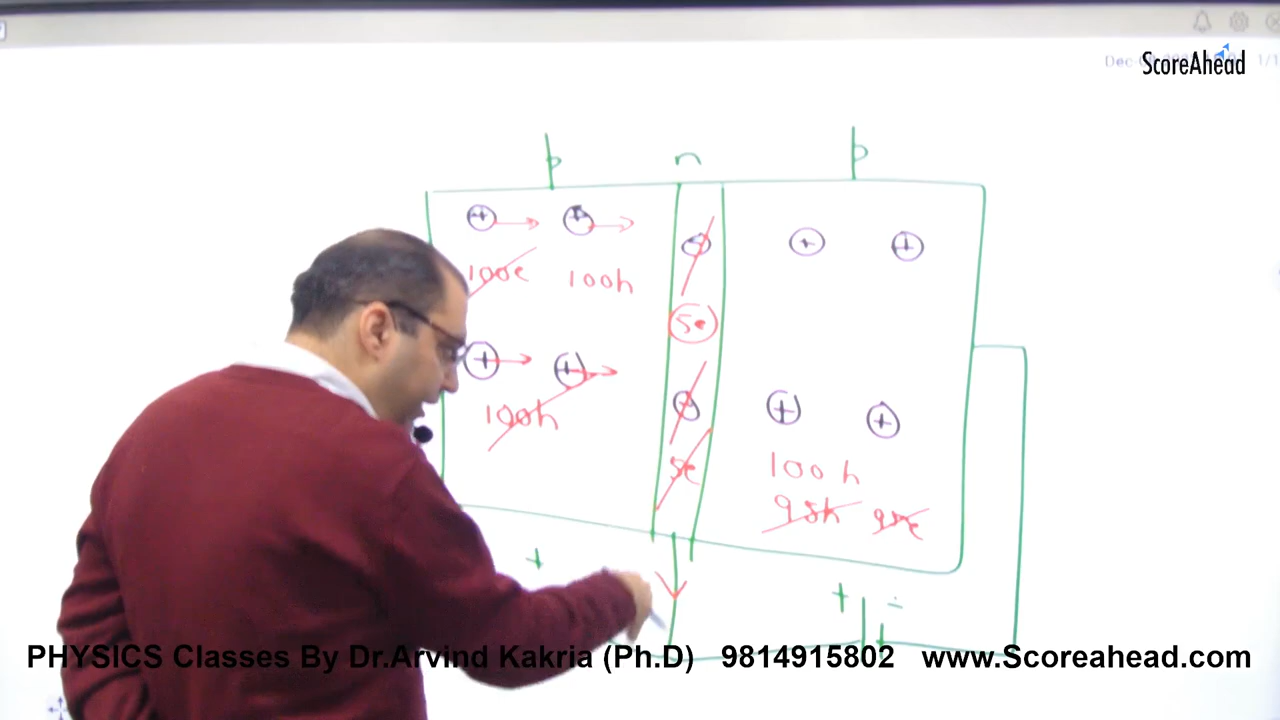 ScoreAhead
p n p
+ + + +
100e 100h
5e
+ + + +
100h
5e
100 h
95h 95e
+ + -
PHYSICS Classes By Dr.Arvind Kakria (Ph.D) 9814915802 www.Scoreahead.com